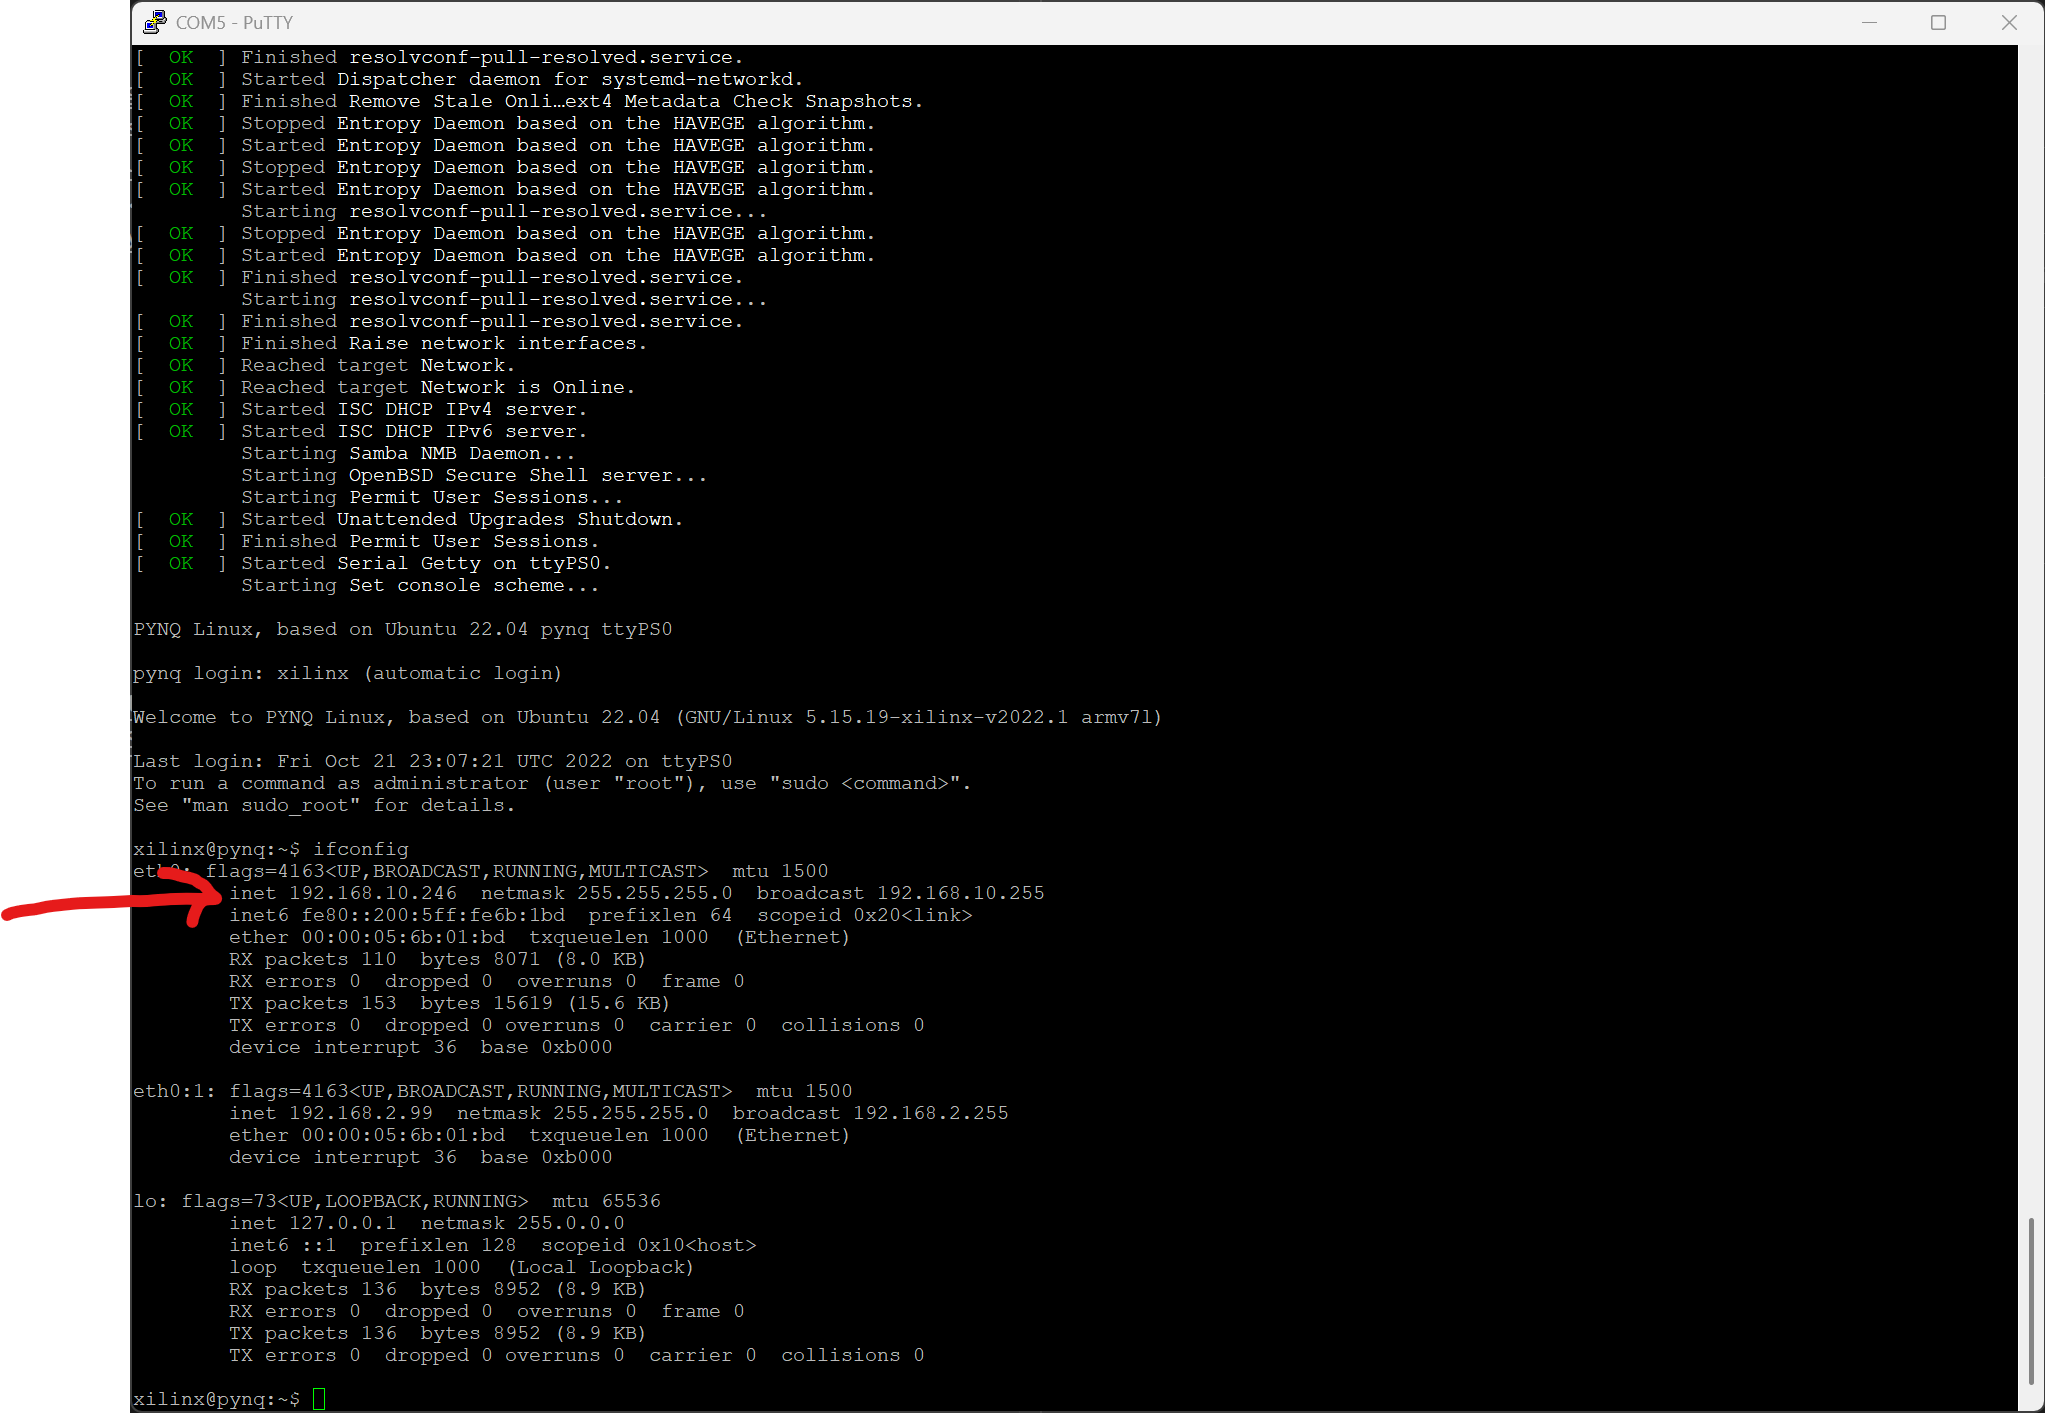 COM5 - PuTTY
[  OK  ] Finished resolvconf-pull-resolved.service.
[  OK  ] Started Dispatcher daemon for systemd-networkd.
[  OK  ] Finished Remove Stale Onli…ext4 Metadata Check Snapshots.
[  OK  ] Stopped Entropy Daemon based on the HAVEGE algorithm.
[  OK  ] Started Entropy Daemon based on the HAVEGE algorithm.
[  OK  ] Stopped Entropy Daemon based on the HAVEGE algorithm.
[  OK  ] Started Entropy Daemon based on the HAVEGE algorithm.
         Starting resolvconf-pull-resolved.service...
[  OK  ] Stopped Entropy Daemon based on the HAVEGE algorithm.
[  OK  ] Started Entropy Daemon based on the HAVEGE algorithm.
[  OK  ] Finished resolvconf-pull-resolved.service.
         Starting resolvconf-pull-resolved.service...
[  OK  ] Finished resolvconf-pull-resolved.service.
[  OK  ] Finished Raise network interfaces.
[  OK  ] Reached target Network.
[  OK  ] Reached target Network is Online.
[  OK  ] Started ISC DHCP IPv4 server.
[  OK  ] Started ISC DHCP IPv6 server.
         Starting Samba NMB Daemon...
         Starting OpenBSD Secure Shell server...
         Starting Permit User Sessions...
[  OK  ] Started Unattended Upgrades Shutdown.
[  OK  ] Finished Permit User Sessions.
[  OK  ] Started Serial Getty on ttyPS0.
         Starting Set console scheme...
PYNQ Linux, based on Ubuntu 22.04 pynq ttyPS0
pynq login: xilinx (automatic login)
Welcome to PYNQ Linux, based on Ubuntu 22.04 (GNU/Linux 5.15.19-xilinx-v2022.1 armv7l)
Last login: Fri Oct 21 23:07:21 UTC 2022 on ttyPS0
To run a command as administrator (user "root"), use "sudo <command>".
See "man sudo_root" for details.
xilinx@pynq:~$ ifconfig
eth0: flags=4163<UP,BROADCAST,RUNNING,MULTICAST>  mtu 1500
        inet 192.168.10.246  netmask 255.255.255.0  broadcast 192.168.10.255
        inet6 fe80::200:5ff:fe6b:1bd  prefixlen 64  scopeid 0x20<link>
        ether 00:00:05:6b:01:bd  txqueuelen 1000  (Ethernet)
        RX packets 110  bytes 8071 (8.0 KB)
        RX errors 0  dropped 0  overruns 0  frame 0
        TX packets 153  bytes 15619 (15.6 KB)
        TX errors 0  dropped 0 overruns 0  carrier 0  collisions 0
        device interrupt 36  base 0xb000
eth0:1: flags=4163<UP,BROADCAST,RUNNING,MULTICAST>  mtu 1500
        inet 192.168.2.99  netmask 255.255.255.0  broadcast 192.168.2.255
        ether 00:00:05:6b:01:bd  txqueuelen 1000  (Ethernet)
        device interrupt 36  base 0xb000
lo: flags=73<UP,LOOPBACK,RUNNING>  mtu 65536
        inet 127.0.0.1  netmask 255.0.0.0
        inet6 ::1  prefixlen 128  scopeid 0x10<host>
        loop  txqueuelen 1000  (Local Loopback)
        RX packets 136  bytes 8952 (8.9 KB)
        RX errors 0  dropped 0  overruns 0  frame 0
        TX packets 136  bytes 8952 (8.9 KB)
        TX errors 0  dropped 0 overruns 0  carrier 0  collisions 0
xilinx@pynq:~$